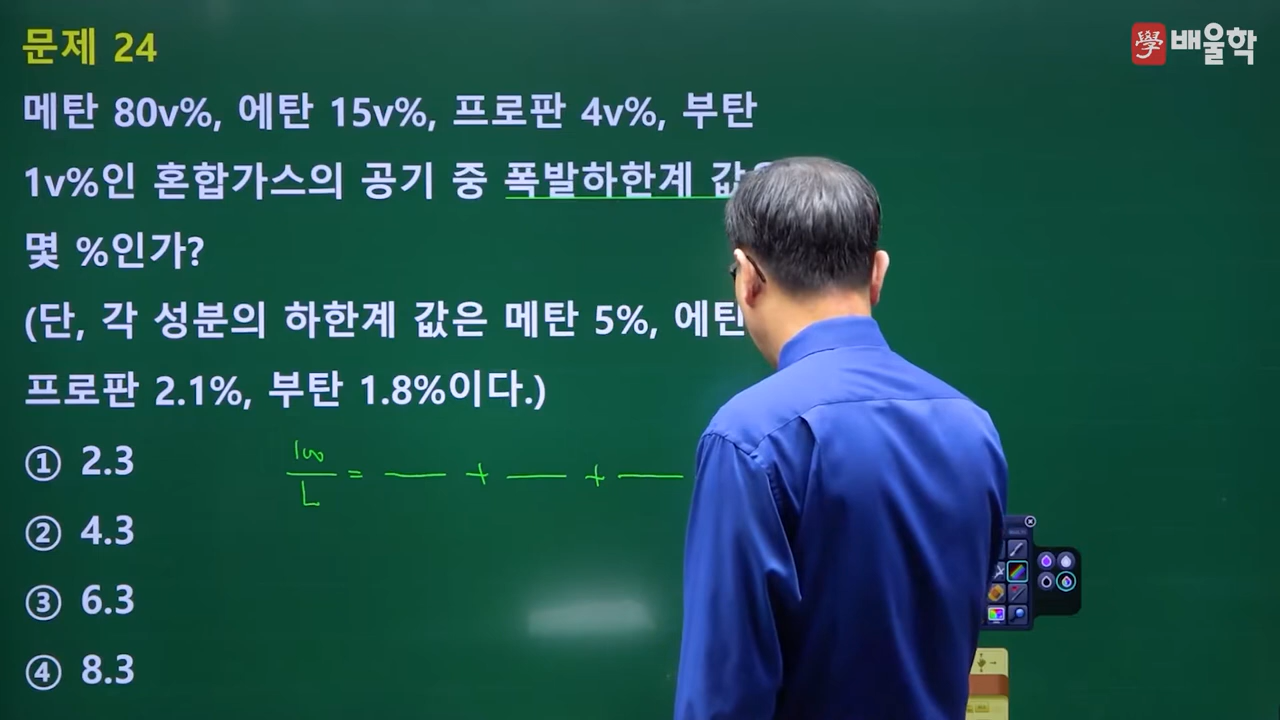 문제 24
學 배울학
메탄 80v%, 에탄 15v%, 프로판 4v%, 부탄
1v%인 혼합가스의 공기 중 폭발하한계 값
몇 %인가?
(단, 각 성분의 하한계 값은 메탄 5%, 에탄
프로판 2.1%, 부탄 1.8%이다.)
① 2.3
100/L = — + — + —
② 4.3
③ 6.3
④ 8.3